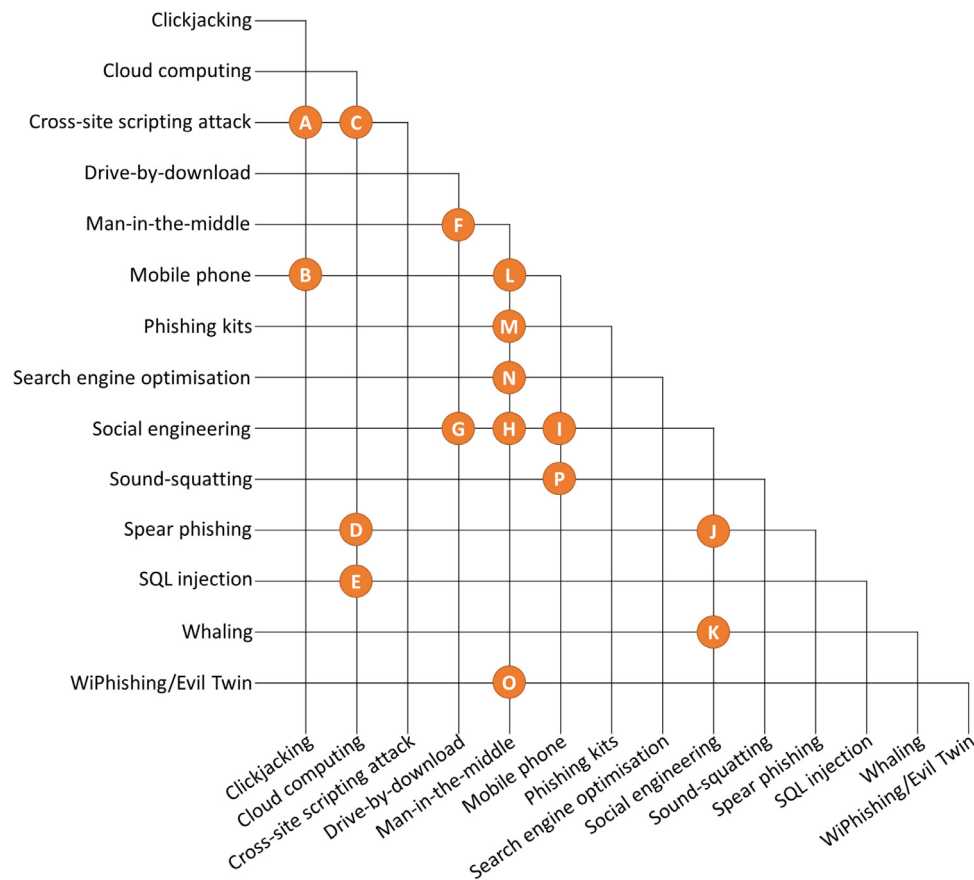 Clickjacking
Cloud computing
Cross-site scripting attack
A C
Drive-by-download
Man-in-the-middle
F
Mobile phone
B L
Phishing kits
M
Search engine optimisation
N
Social engineering
G H I
Sound-squatting
P
Spear phishing
D J
SQL injection
E
Whaling
K
WiPhishing/Evil Twin
O
Clickjacking
Cloud computing
Cross-site scripting attack
Drive-by-download
Man-in-the-middle
Mobile phone
Phishing kits
Search engine optimisation
Social engineering
Sound-squatting
Spear phishing
SQL injection
Whaling
WiPhishing/Evil Twin